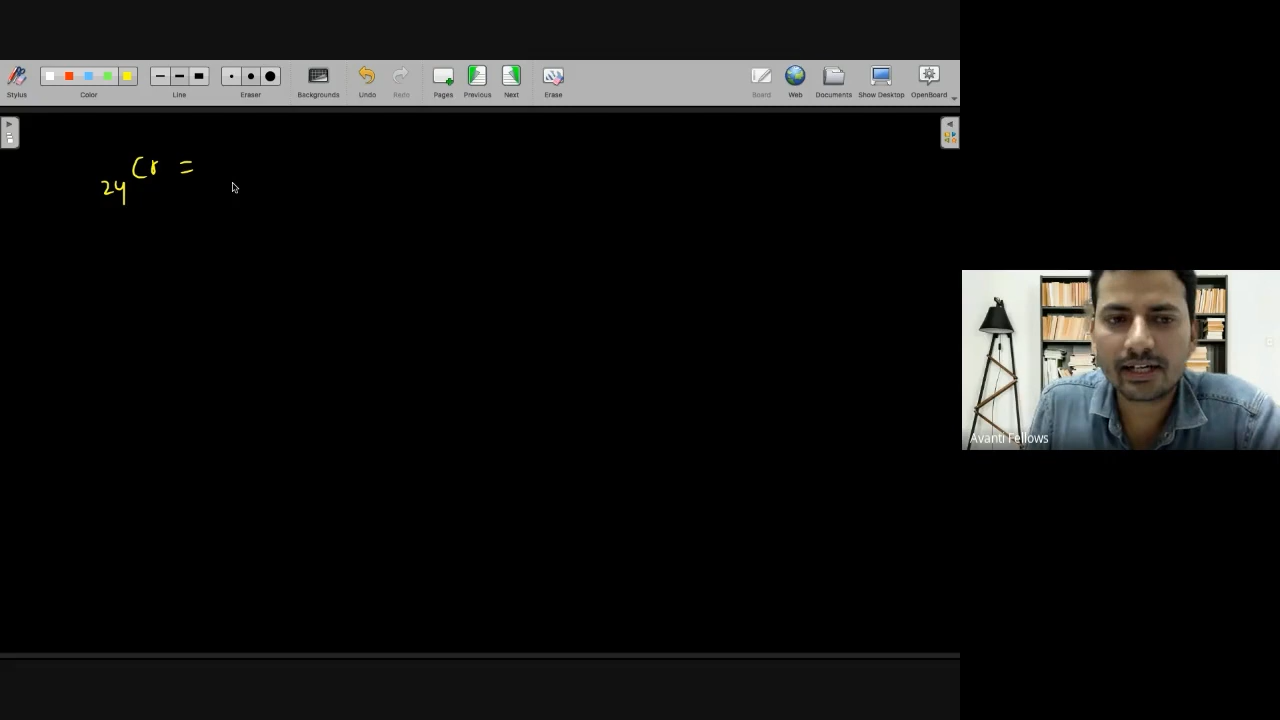 Stylus Color Line Eraser Backgrounds Undo Redo Pages Previous Next Erase Board Web Documents Show Desktop OpenBoard
24Cr =
Avanti Fellows